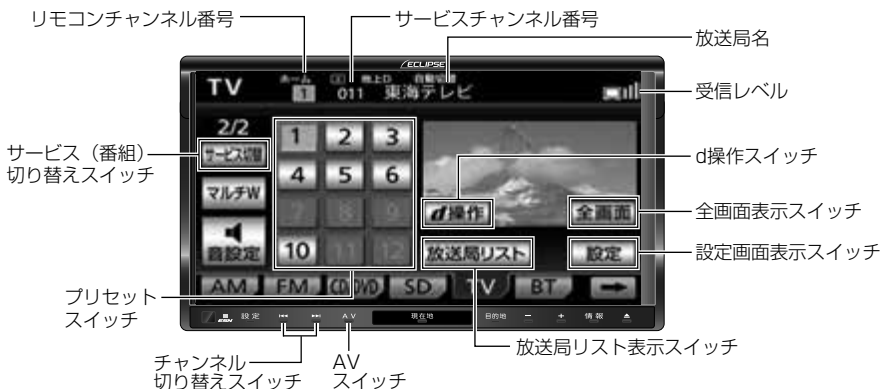 リモコンチャンネル番号
サービスチャンネル番号
放送局名
受信レベル
d操作スイッチ
全画面表示スイッチ
設定画面表示スイッチ
放送局リスト表示スイッチ
サービス（番組）
切り替えスイッチ
プリセット
スイッチ
チャンネル
切り替えスイッチ
AV
スイッチ
ECLIPSE
TV
ホーム
1
地上D
011
自動切替
東海テレビ
2/2
サービス切替
マルチW
音設定
1 2 3
4 5 6
7 8 9
10 11 12
d操作
全画面
放送局リスト
設定
AM FM CD/DVD SD TV BT
設定
AV
現在地
目的地
− +
情報